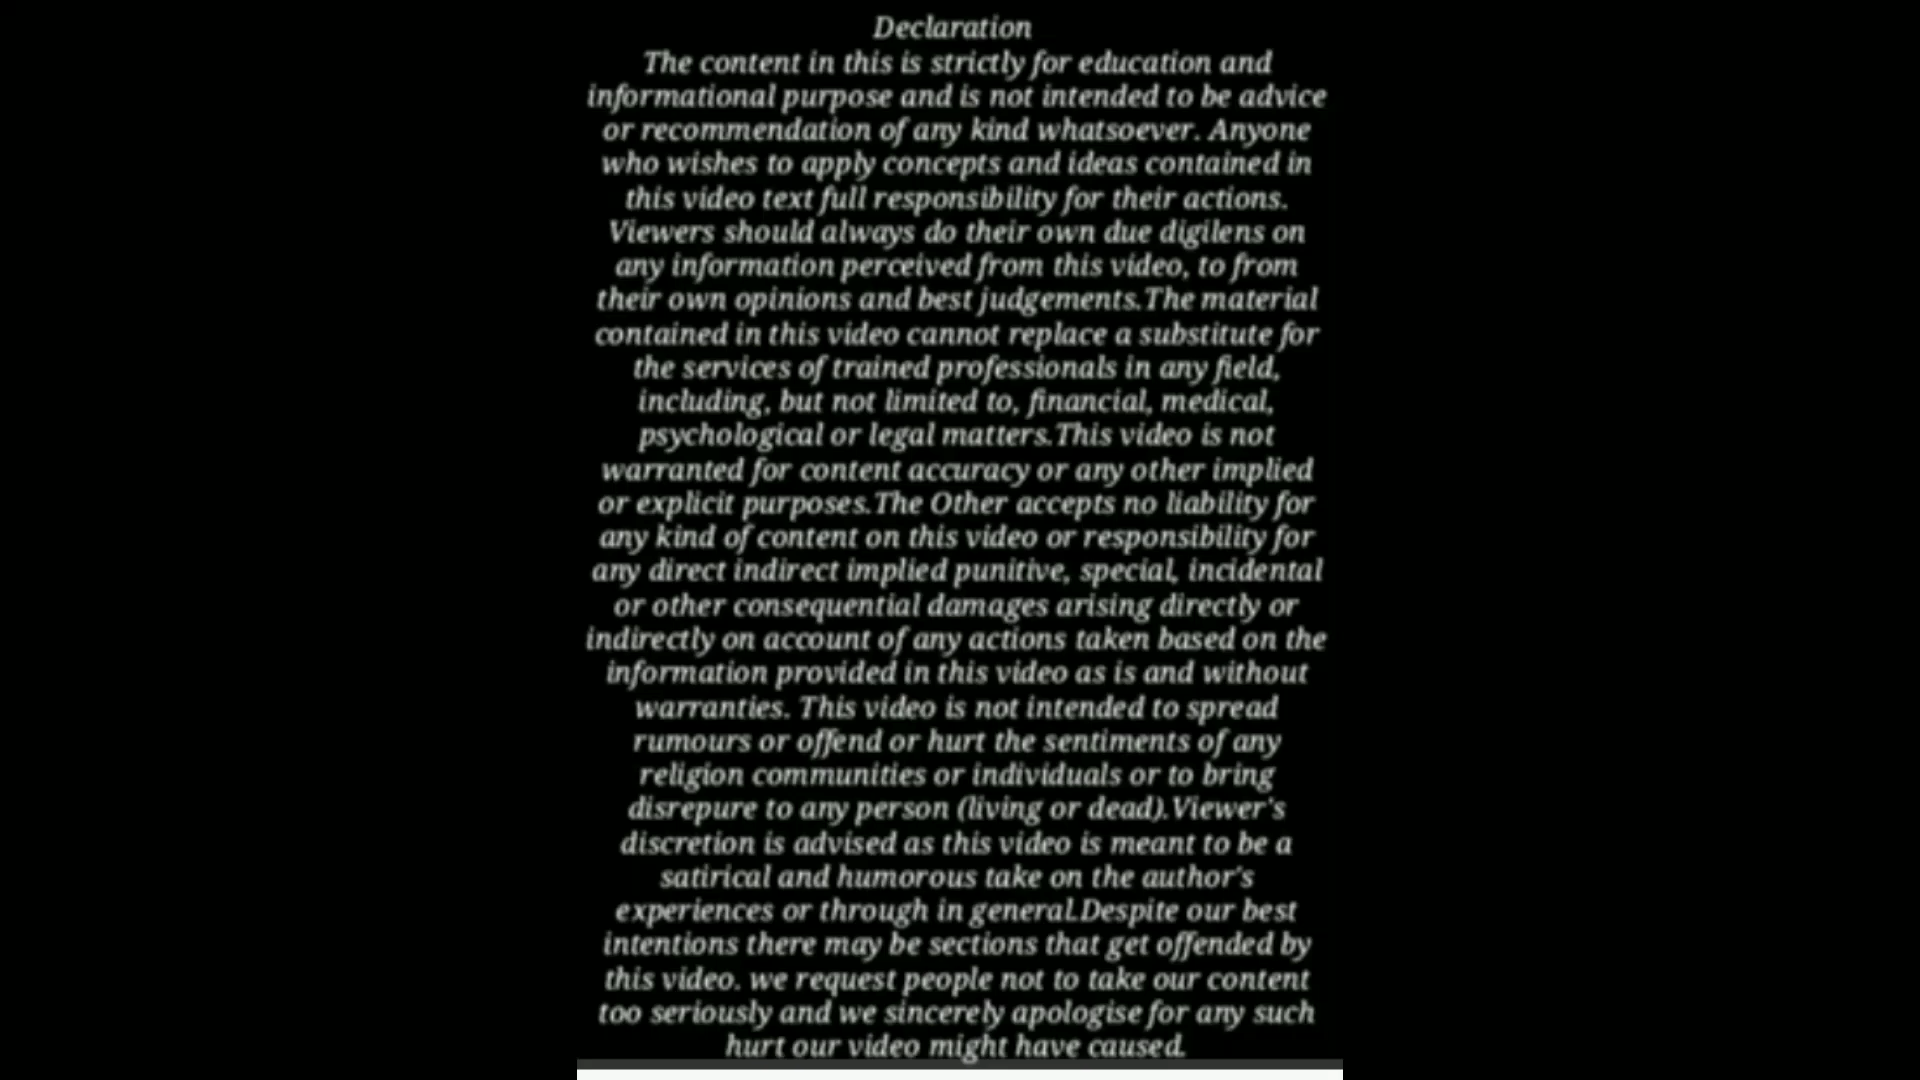 Declaration
The content in this is strictly for education and
informational purpose and is not intended to be advice
or recommendation of any kind whatsoever. Anyone
who wishes to apply concepts and ideas contained in
this video text full responsibility for their actions.
Viewers should always do their own due digilens on
any information perceived from this video, to from
their own opinions and best judgements.The material
contained in this video cannot replace a substitute for
the services of trained professionals in any field,
including, but not limited to, financial, medical,
psychological or legal matters.This video is not
warranted for content accuracy or any other implied
or explicit purposes.The Other accepts no liability for
any kind of content on this video or responsibility for
any direct indirect implied punitive, special, incidental
or other consequential damages arising directly or
indirectly on account of any actions taken based on the
information provided in this video as is and without
warranties. This video is not intended to spread
rumours or offend or hurt the sentiments of any
religion communities or individuals or to bring
disrepure to any person (living or dead).Viewer's
discretion is advised as this video is meant to be a
satirical and humorous take on the author's
experiences or through in general.Despite our best
intentions there may be sections that get offended by
this video. we request people not to take our content
too seriously and we sincerely apologise for any such
hurt our video might have caused.